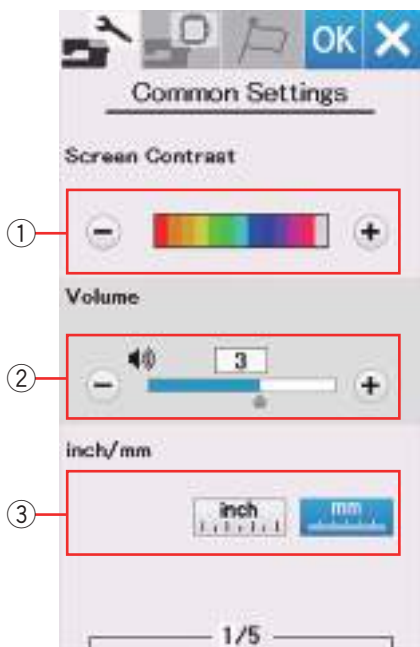 OK
Common Settings
Screen Contrast
①
− +
Volume
②
3
− +
inch/mm
③
inch mm
1/5